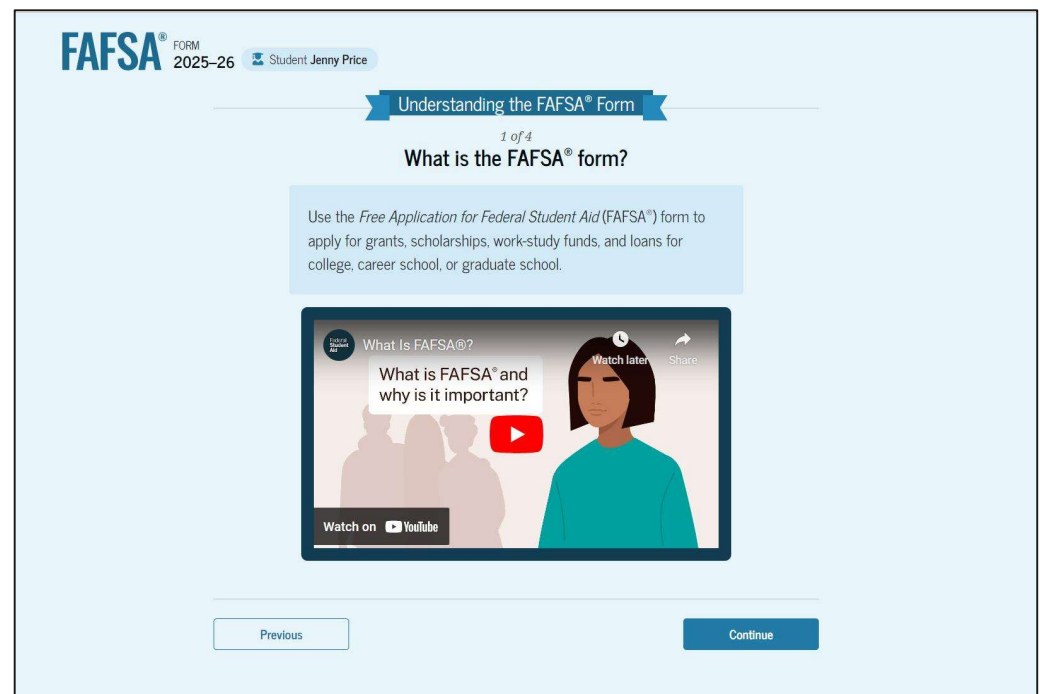 FAFSA® FORM
2025–26
Student Jenny Price
Understanding the FAFSA® Form
1 of 4
What is the FAFSA® form?
Use the Free Application for Federal Student Aid (FAFSA®) form to
apply for grants, scholarships, work-study funds, and loans for
college, career school, or graduate school.
Federal
Student
Aid
What Is FAFSA®?
Watch later
Share
What is FAFSA® and
why is it important?
Watch on YouTube
Previous
Continue